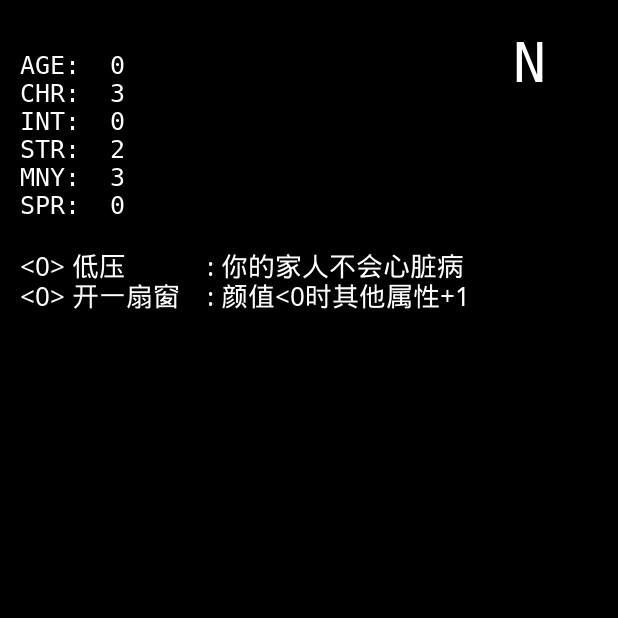 N
AGE: 0
CHR: 3
INT: 0
STR: 2
MNY: 3
SPR: 0
<0> 低压 : 你的家人不会心脏病
<0> 开一扇窗 : 颜值<0时其他属性+1